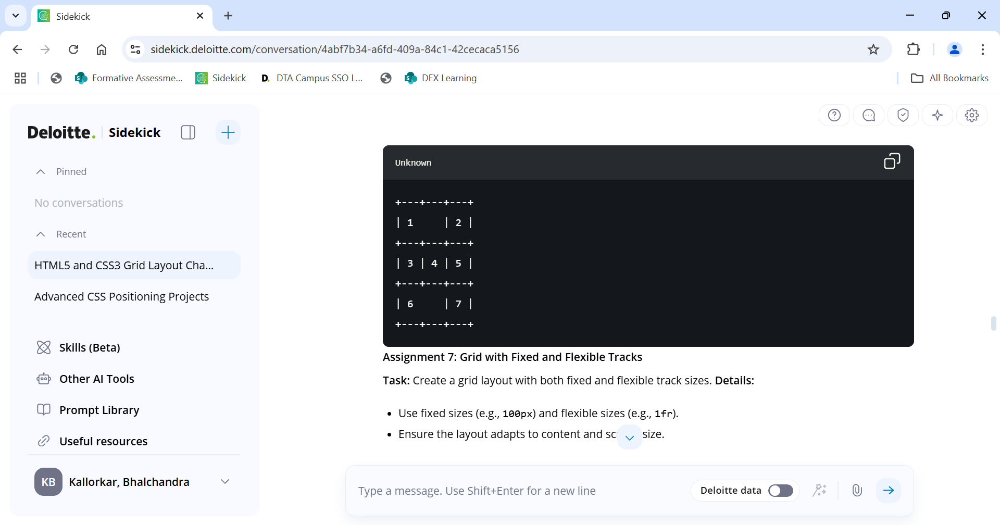 Sidekick
sidekick.deloitte.com/conversation/4abf7b34-a6fd-409a-84c1-42cecaca5156
Formative Assessme...
Sidekick
DTA Campus SSO L...
DFX Learning
All Bookmarks
Deloitte. Sidekick
Pinned
No conversations
Recent
HTML5 and CSS3 Grid Layout Cha...
Advanced CSS Positioning Projects
Skills (Beta)
Other AI Tools
Prompt Library
Useful resources
KB Kallorkar, Bhalchandra
Unknown
+---+---+---+
| 1     | 2 |
+---+---+---+
| 3 | 4 | 5 |
+---+---+---+
| 6     | 7 |
+---+---+---+
Assignment 7: Grid with Fixed and Flexible Tracks
Task: Create a grid layout with both fixed and flexible track sizes. Details:
• Use fixed sizes (e.g., 100px) and flexible sizes (e.g., 1fr).
• Ensure the layout adapts to content and size.
Type a message. Use Shift+Enter for a new line
Deloitte data